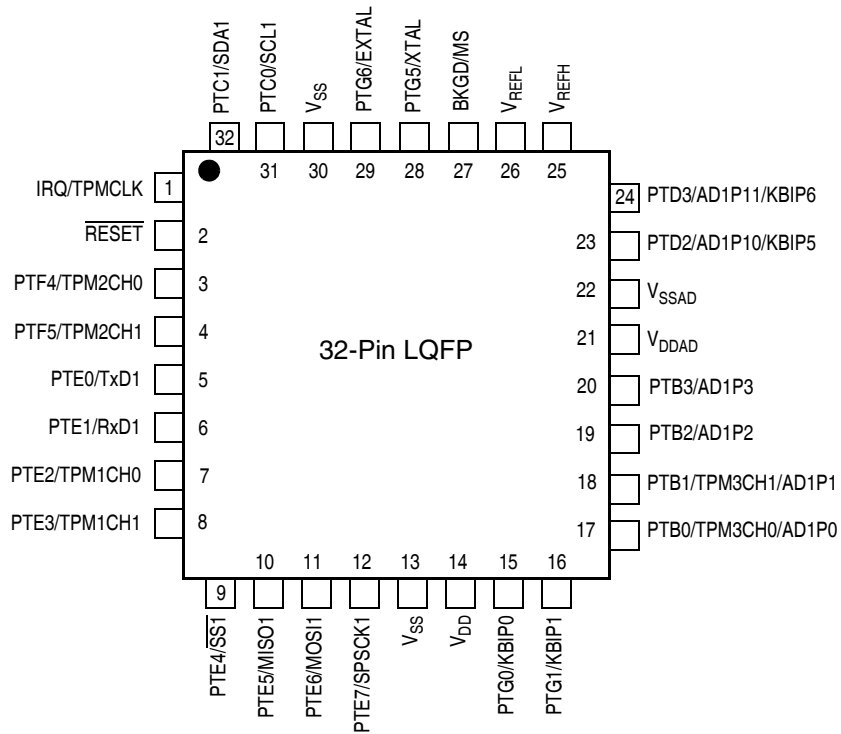 PTC1/SDA1
PTC0/SCL1
VSS
PTG6/EXTAL
PTG5/XTAL
BKGD/MS
VREFL
VREFH
32
31
30
29
28
27
26
25
IRQ/TPMCLK 1
RESET 2
PTF4/TPM2CH0 3
PTF5/TPM2CH1 4
PTE0/TxD1 5
PTE1/RxD1 6
PTE2/TPM1CH0 7
PTE3/TPM1CH1 8
32-Pin LQFP
24 PTD3/AD1P11/KBIP6
23 PTD2/AD1P10/KBIP5
22 VSSAD
21 VDDAD
20 PTB3/AD1P3
19 PTB2/AD1P2
18 PTB1/TPM3CH1/AD1P1
17 PTB0/TPM3CH0/AD1P0
9
10
11
12
13
14
15
16
PTE4/SS1
PTE5/MISO1
PTE6/MOSI1
PTE7/SPSCK1
VSS
VDD
PTG0/KBIP0
PTG1/KBIP1